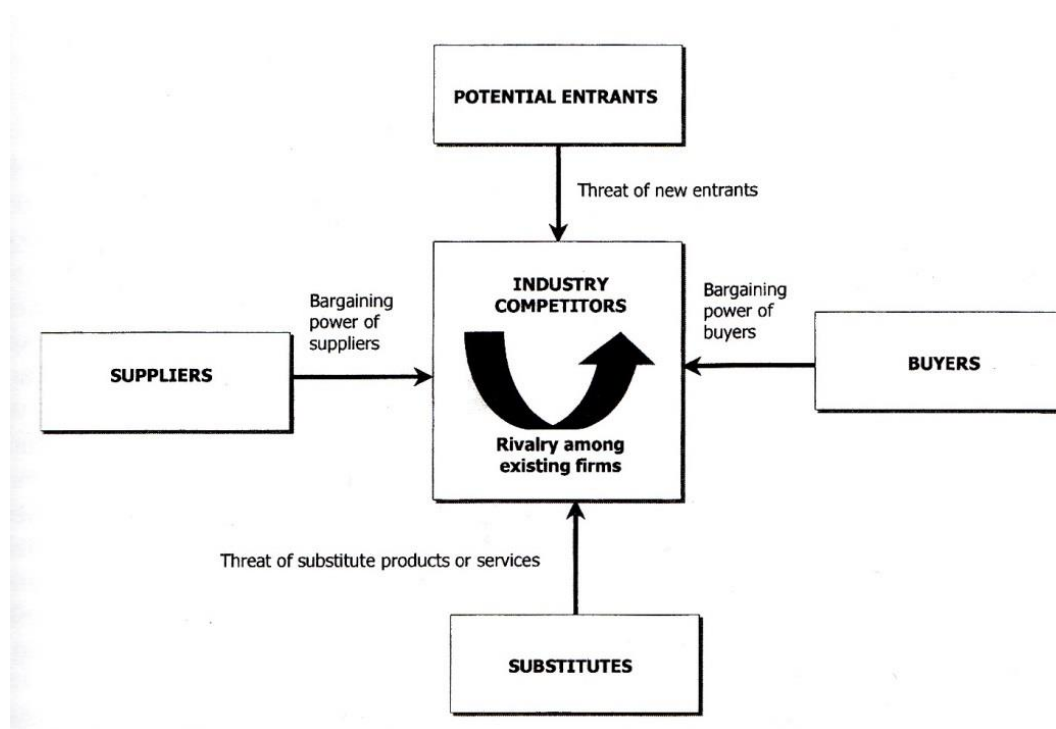 POTENTIAL ENTRANTS
Threat of new entrants
INDUSTRY
COMPETITORS
Bargaining
power of
suppliers
Bargaining
power of
buyers
SUPPLIERS
BUYERS
Rivalry among
existing firms
Threat of substitute products or services
SUBSTITUTES